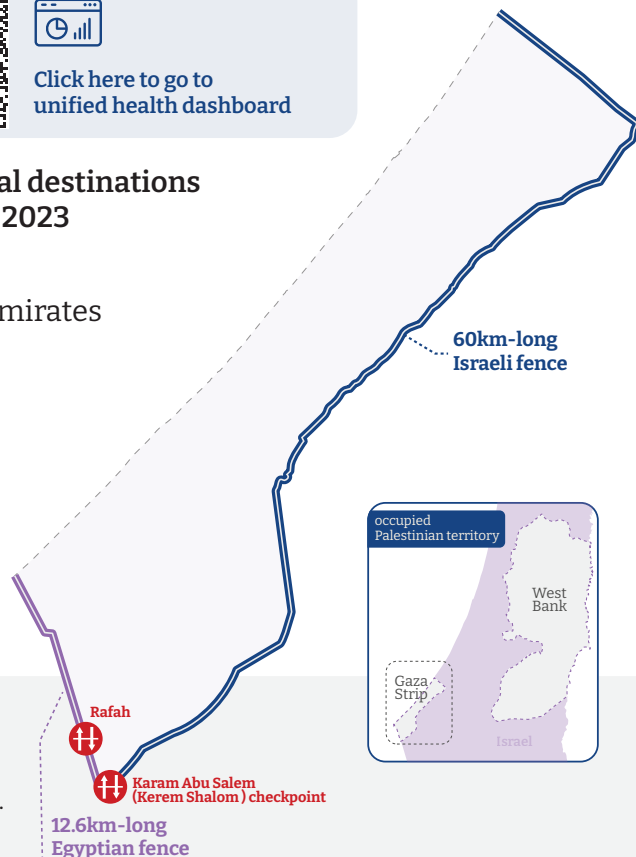 Click here to go to
unified health dashboard
al destinations
2023
mirates
60km-long
Israeli fence
occupied
Palestinian territory
West
Bank
Gaza
Strip
Israel
Rafah
Karam Abu Salem
(Kerem Shalom ) checkpoint
12.6km-long
Egyptian fence